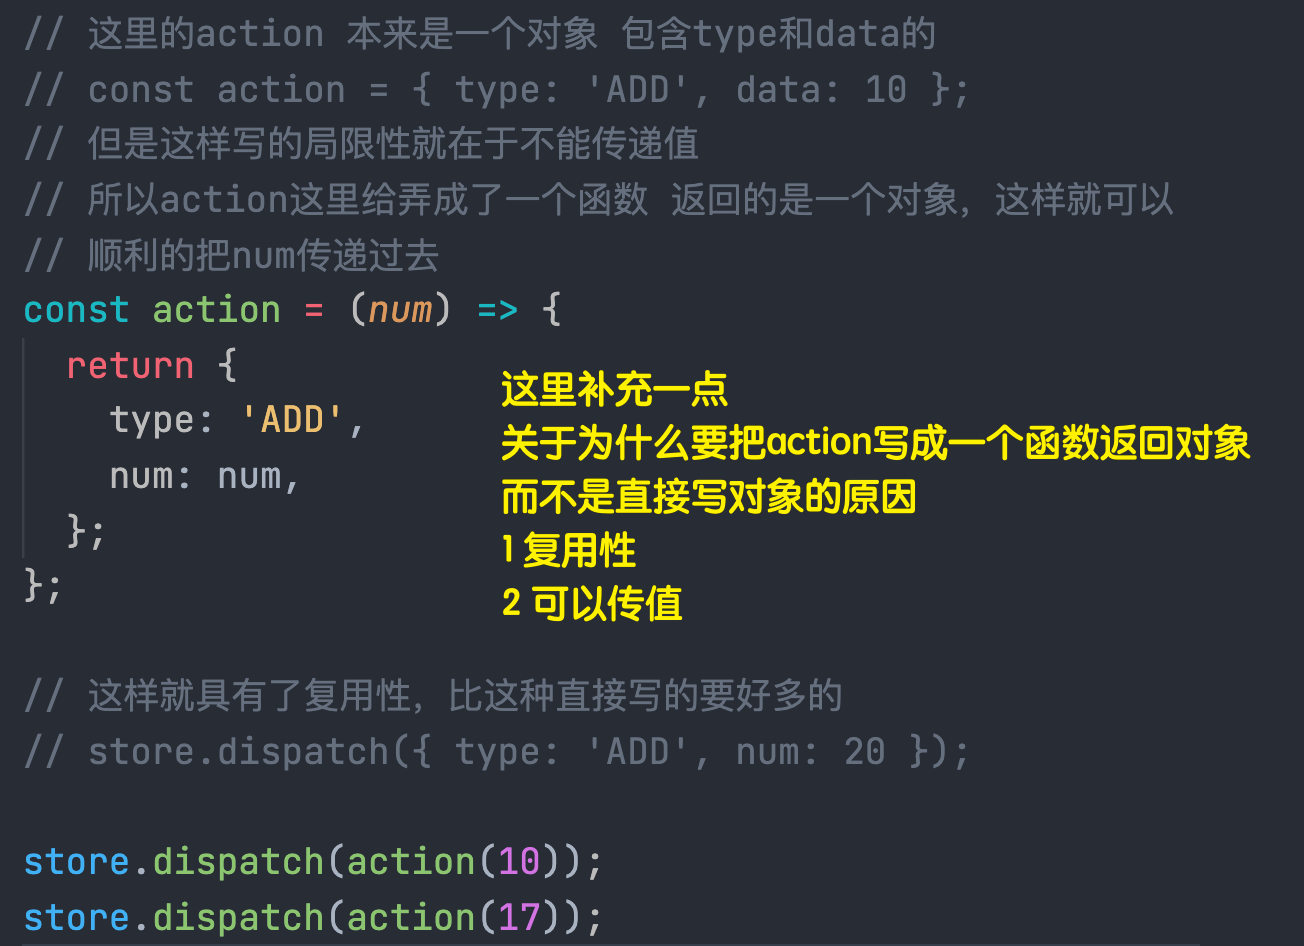 // 这里的action 本来是一个对象 包含type和data的
// const action = { type: 'ADD', data: 10 };
// 但是这样写的局限性就在于不能传递值
// 所以action这里给弄成了一个函数 返回的是一个对象，这样就可以
// 顺利的把num传递过去
const action = (num) => {
return {
type: 'ADD',
num: num,
};
};
这里补充一点
关于为什么要把action写成一个函数返回对象
而不是直接写对象的原因
1 复用性
2 可以传值
// 这样就具有了复用性，比这种直接写的要好多的
// store.dispatch({ type: 'ADD', num: 20 });
store.dispatch(action(10));
store.dispatch(action(17));